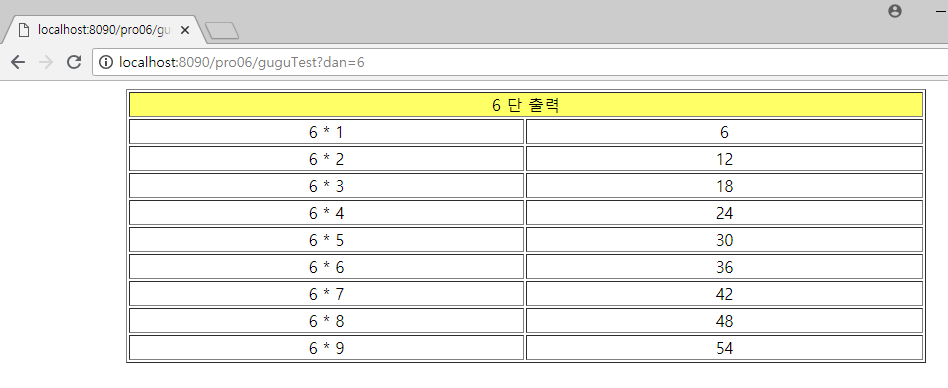 localhost:8090/pro06/gu
localhost:8090/pro06/guguTest?dan=6
6 단 출력
6 * 1 6
6 * 2 12
6 * 3 18
6 * 4 24
6 * 5 30
6 * 6 36
6 * 7 42
6 * 8 48
6 * 9 54